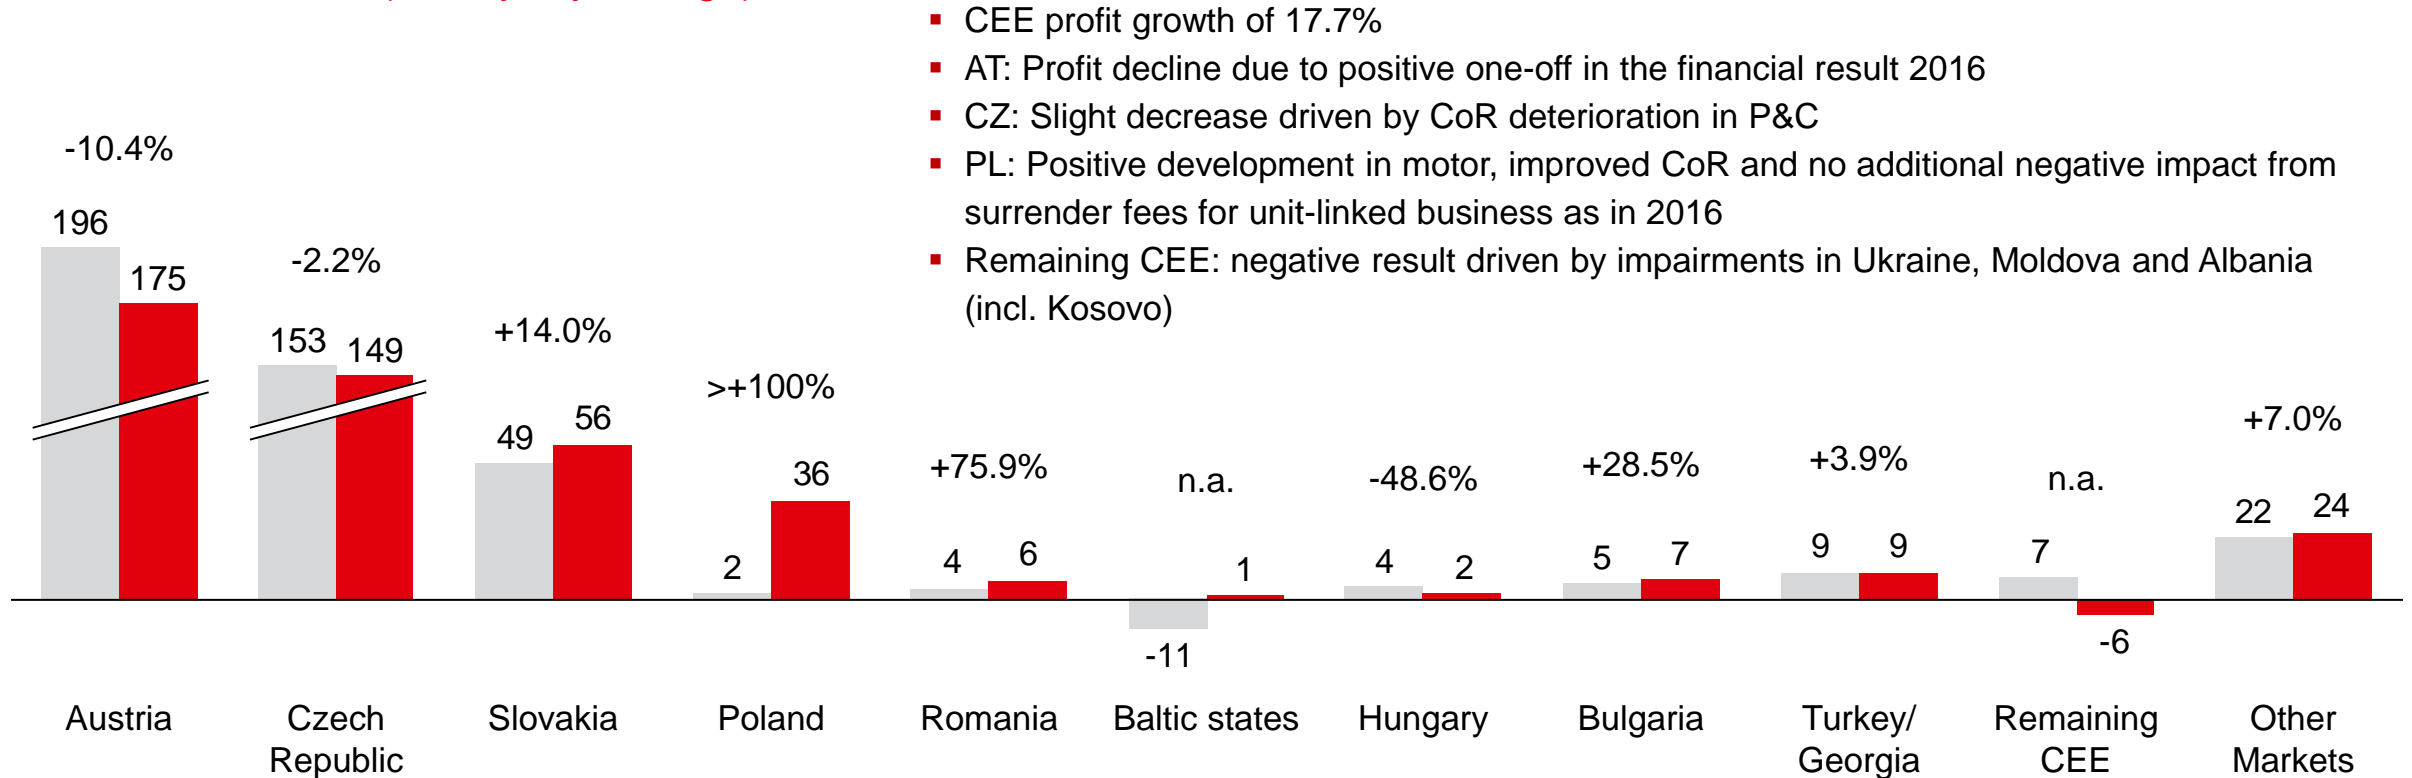 ▪ CEE profit growth of 17.7%
▪ AT: Profit decline due to positive one-off in the financial result 2016
▪ CZ: Slight decrease driven by CoR deterioration in P&C
▪ PL: Positive development in motor, improved CoR and no additional negative impact from
surrender fees for unit-linked business as in 2016
▪ Remaining CEE: negative result driven by impairments in Ukraine, Moldova and Albania
(incl. Kosovo)
-10.4%
196
175
-2.2%
153
149
+14.0%
49
56
>+100%
2
36
+75.9%
4
6
n.a.
-11
1
-48.6%
4
2
+28.5%
5
7
+3.9%
9
9
n.a.
7
-6
+7.0%
22
24
Austria
Czech
Republic
Slovakia
Poland
Romania
Baltic states
Hungary
Bulgaria
Turkey/
Georgia
Remaining
CEE
Other
Markets